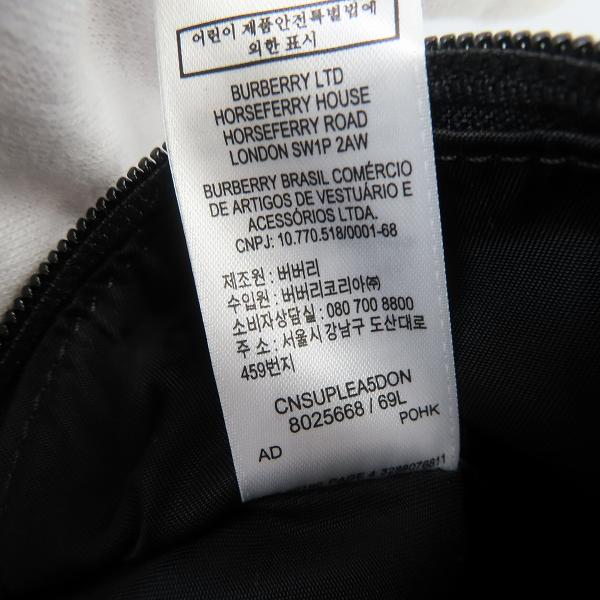 어린이 제품안전특별법에
의한 표시
BURBERRY LTD
HORSEFERRY HOUSE
HORSEFERRY ROAD
LONDON SW1P 2AW
BURBERRY BRASIL COMÉRCIO
DE ARTIGOS DE VESTUÁRIO E
ACESSÓRIOS LTDA.
CNPJ: 10.770.518/0001-68
제조원 : 버버리
수입원 : 버버리코리아㈜
소비자상담실 : 080 700 8800
주 소 : 서울시 강남구 도산대로
459번지
CNSUPLEA5DON
8025668 / 69L
POHK
AD
PAGE 4